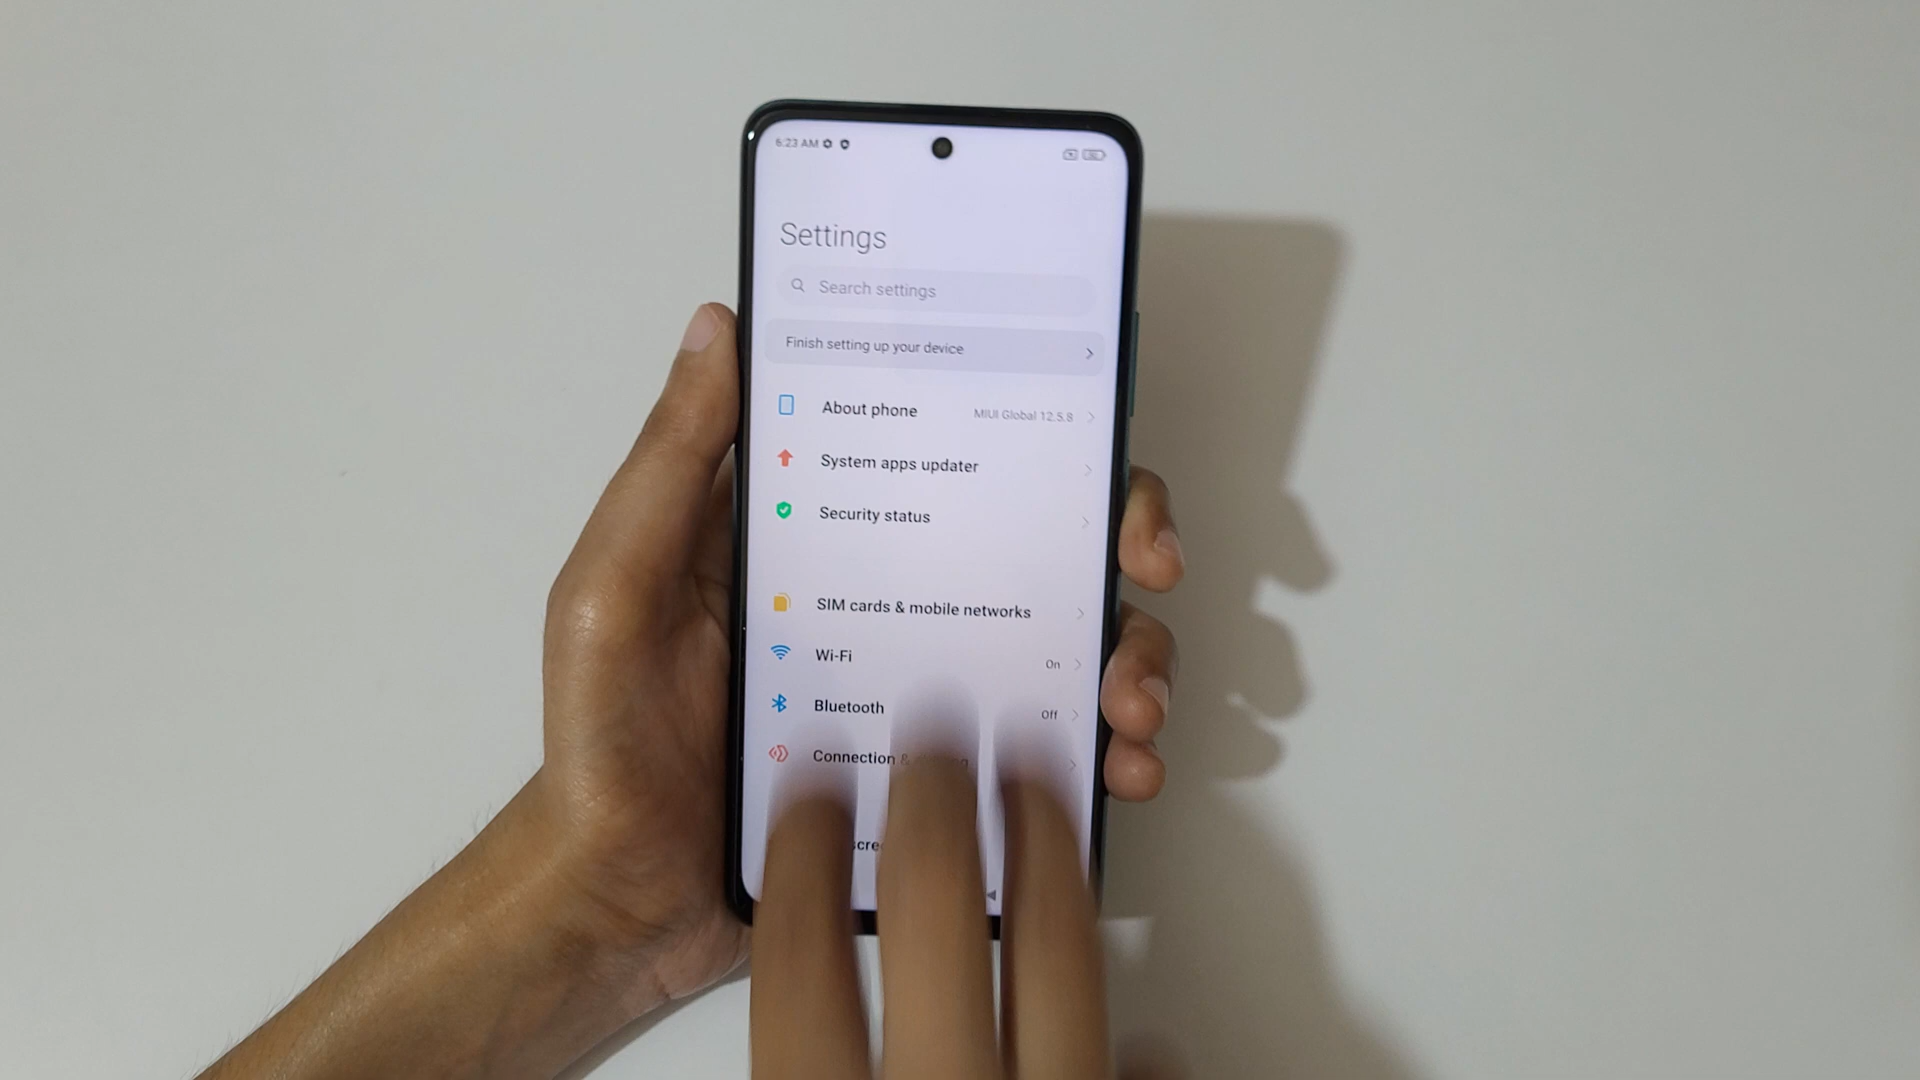 6:23 AM
Settings
Search settings
Finish setting up your device
About phone
MIUI Global 12.5.8
System apps updater
Security status
SIM cards & mobile networks
Wi-Fi
On
Bluetooth
Off
Connection &